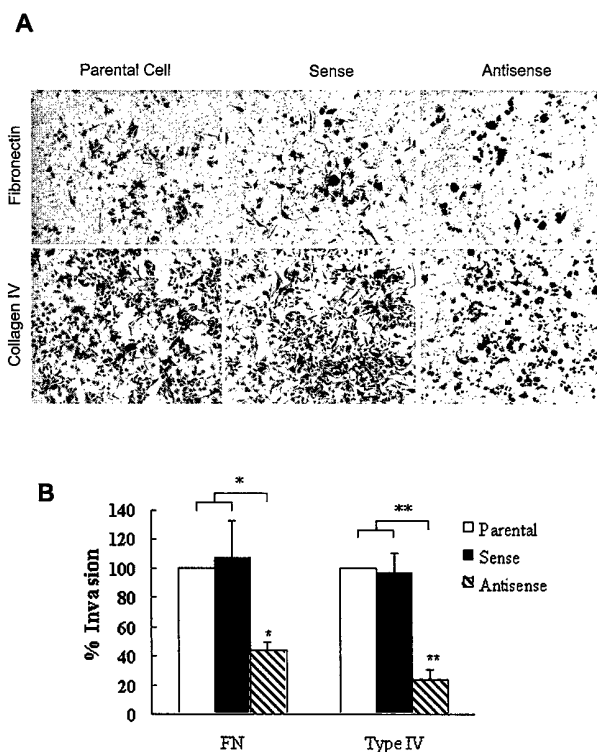 A
Parental Cell Sense Antisense
Fibronectin
Collagen IV
B
% Invasion
140
120
100
80
60
40
20
0
*
*
**
**
FN
Type IV
Parental
Sense
Antisense